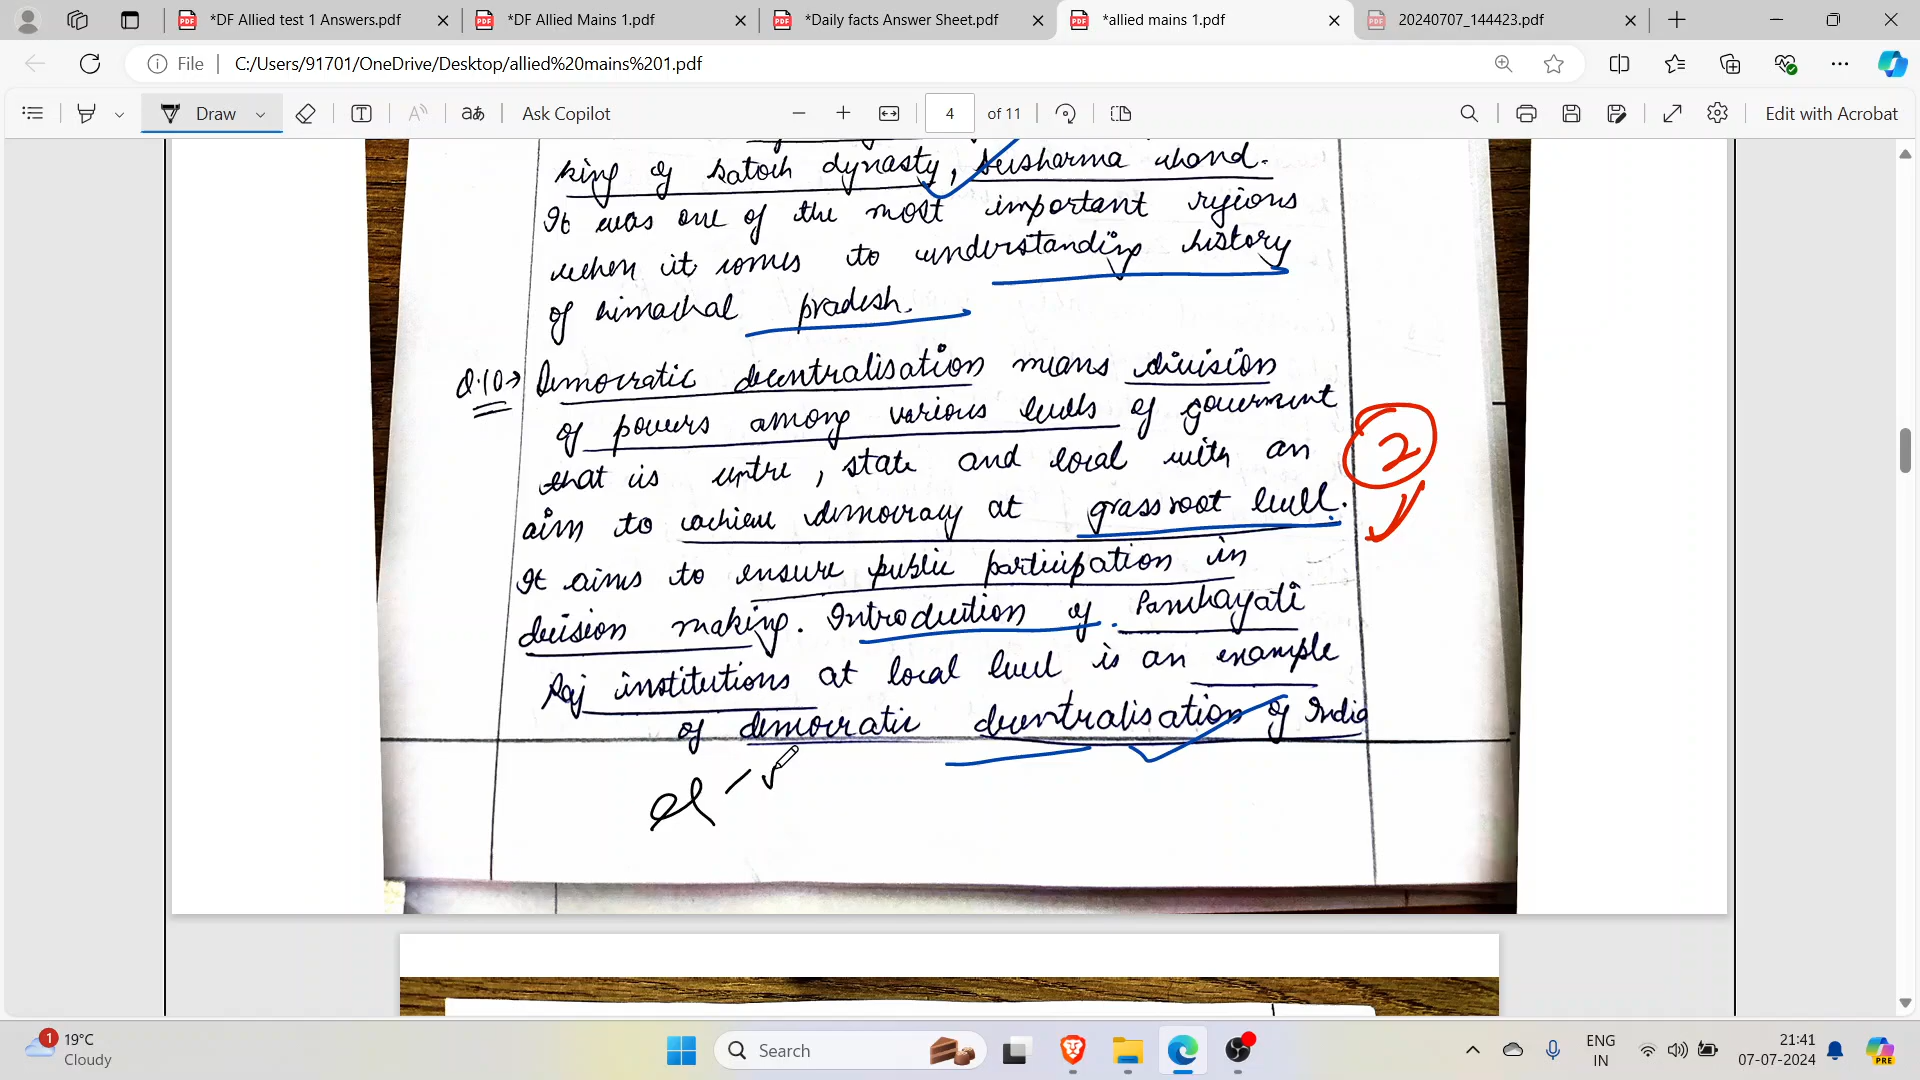 *DF Allied test 1 Answers.pdf
*DF Allied Mains 1.pdf
*Daily facts Answer Sheet.pdf
*allied mains 1.pdf
20240707_144423.pdf
File
C:/Users/91701/OneDrive/Desktop/allied%20mains%201.pdf
Draw
Ask Copilot
4
of 11
Edit with Acrobat
king of katoch dynasty, Susharma chand.
It was one of the most important regions
when it comes to understanding history
of himachal pradesh.
Q.10→ Democratic decentralisation means division
of powers among various levels of government
that is centre, state and local with an
aim to achieve democracy at grassroot level.
2
It aims to ensure public participation in
decision making. Introduction of Panchayati
Raj institutions at local level is an example
of democratic decentralisation of India
1
19°C
Cloudy
Search
ENG
IN
21:41
07-07-2024
PRE